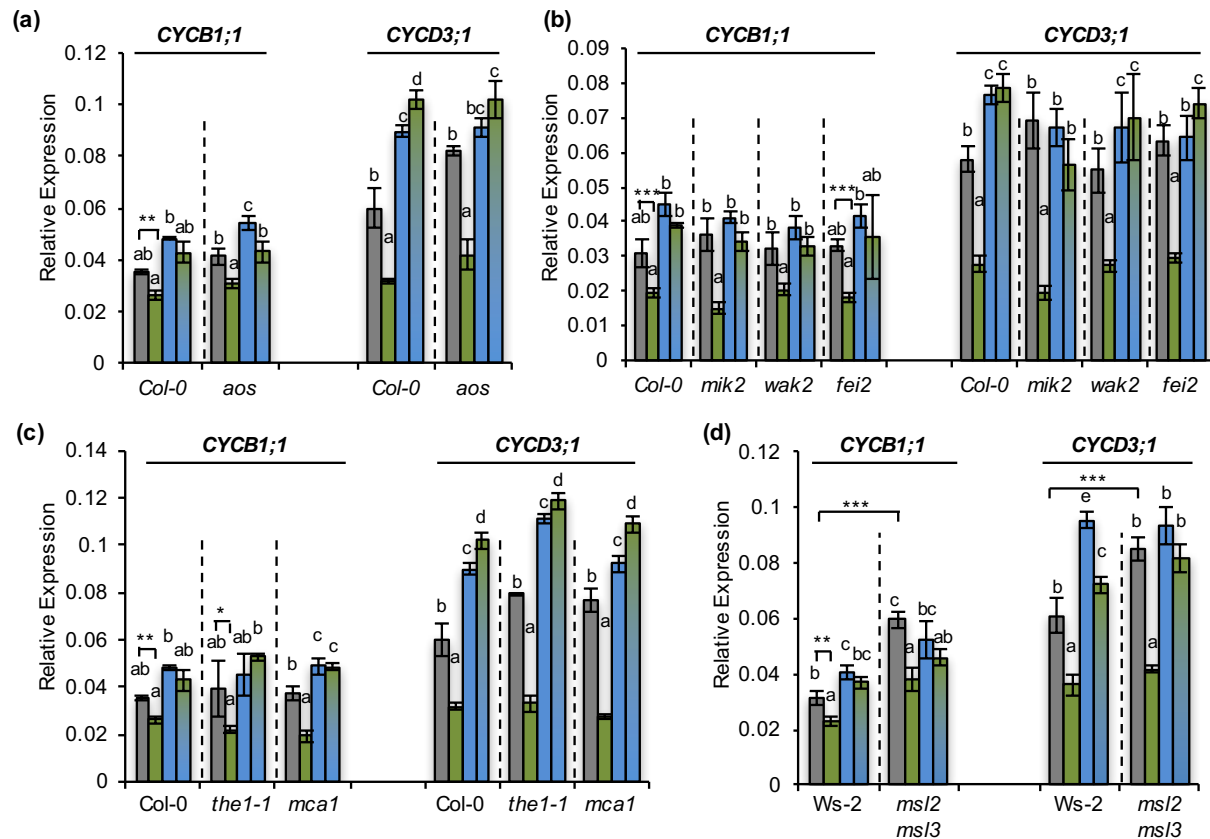 (a)
CYCB1;1 CYCD3;1
Relative Expression
0.12
0.1
0.08
0.06
0.04
0.02
0
** ab a b ab b a c b
b a c d b a bc c
Col-0 aos Col-0 aos
(b)
CYCB1;1 CYCD3;1
Relative Expression
0.09
0.08
0.07
0.06
0.05
0.04
0.03
0.02
0.01
0
*** ab a b b b a b b b a b b *** ab a b ab
b a c c b a b b b a c c b a b c
Col-0 mik2 wak2 fei2 Col-0 mik2 wak2 fei2
(c)
CYCB1;1 CYCD3;1
Relative Expression
0.14
0.12
0.1
0.08
0.06
0.04
0.02
0
** ab a b ab * ab a ab b b a c c
b a c d b a c d b a c d
Col-0 the1-1 mca1 Col-0 the1-1 mca1
(d)
CYCB1;1 CYCD3;1
Relative Expression
0.12
0.1
0.08
0.06
0.04
0.02
0
*** ***
** b a c bc c a bc ab
b a e c b a b b
Ws-2 msl2 Ws-2 msl2
msl3 msl3